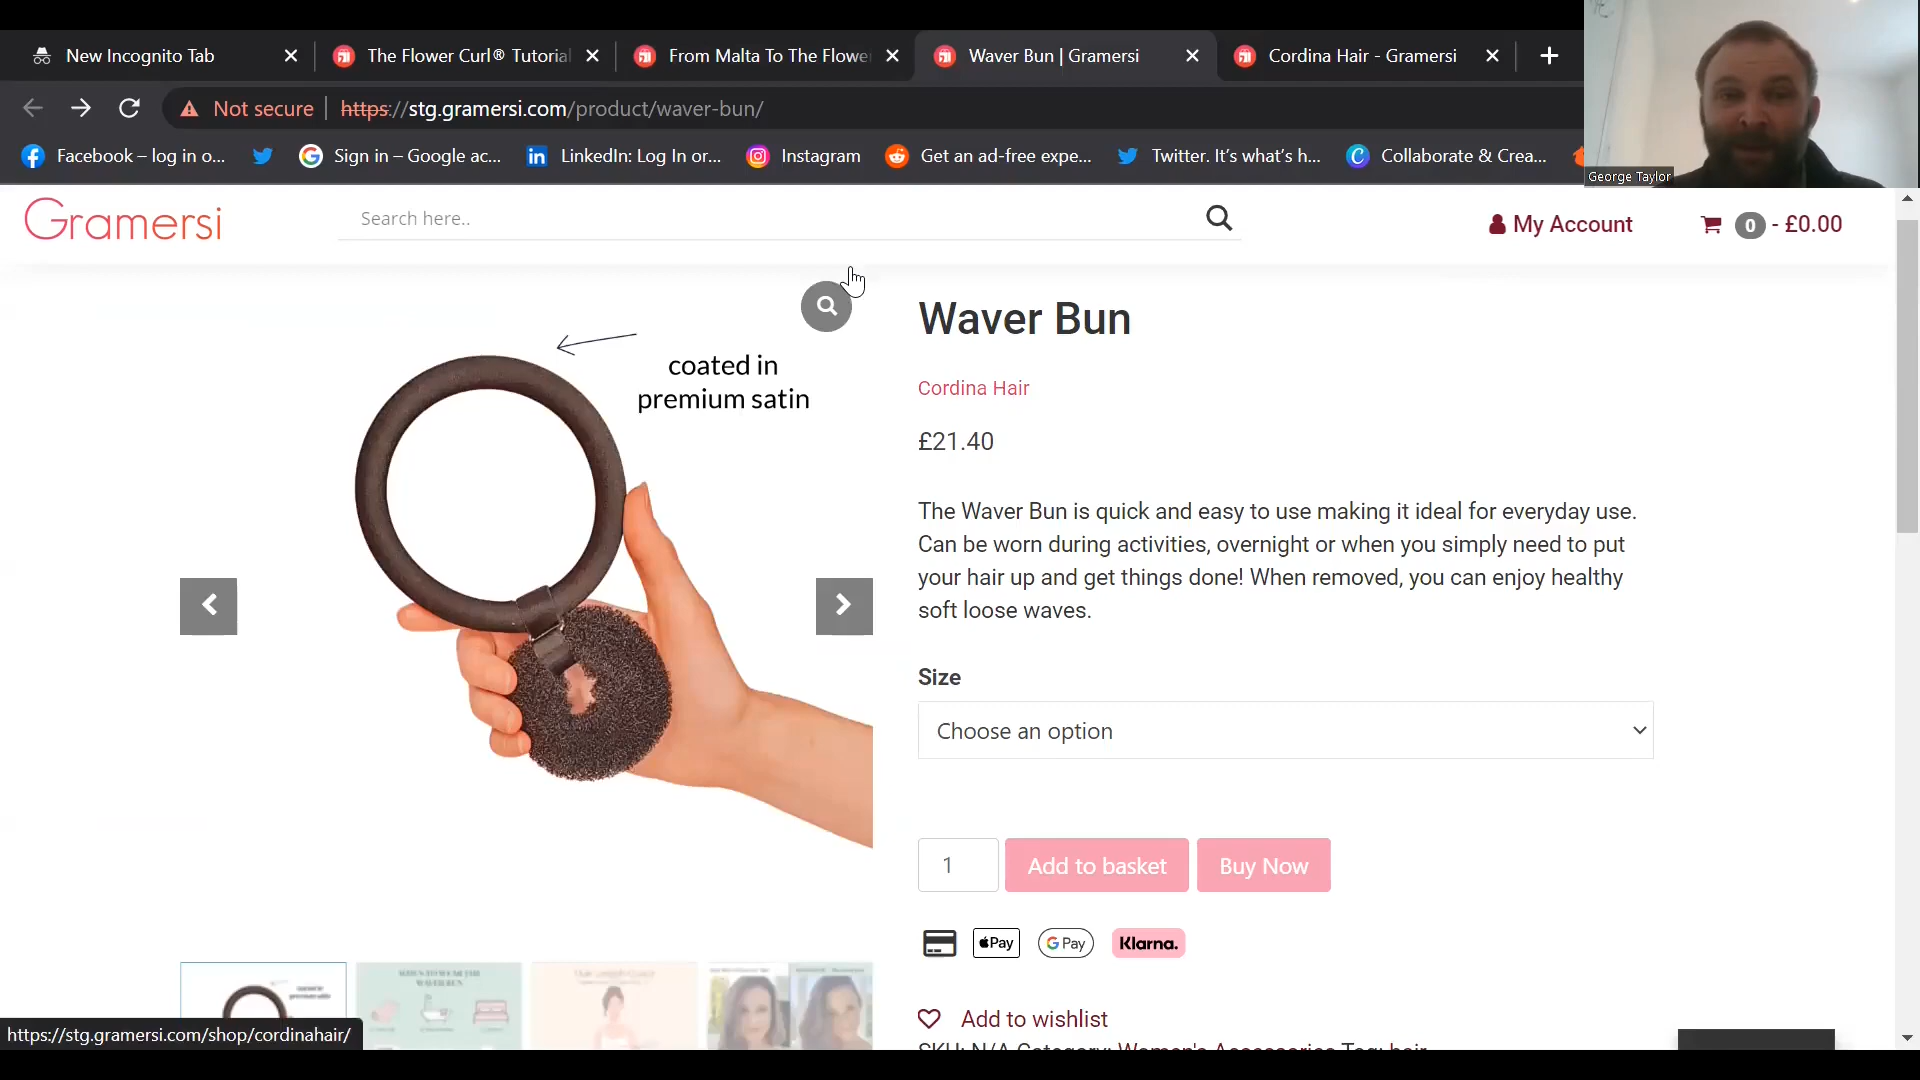 New Incognito Tab
The Flower Curl® Tutorial
From Malta To The Flowe
Waver Bun | Gramersi
Cordina Hair - Gramersi
Not secure
https://stg.gramersi.com/product/waver-bun/
Facebook – log in o...
Sign in – Google ac...
LinkedIn: Log In or...
Instagram
Get an ad-free expe...
Twitter. It's what's h...
Collaborate & Crea...
George Taylor
Gramersi
Search here..
My Account
0 - £0.00
coated in
premium satin
Waver Bun
Cordina Hair
£21.40
The Waver Bun is quick and easy to use making it ideal for everyday use.
Can be worn during activities, overnight or when you simply need to put
your hair up and get things done! When removed, you can enjoy healthy
soft loose waves.
Size
Choose an option
1
Add to basket
Buy Now
Pay
G Pay
Klarna.
Add to wishlist
SKU: N/A Category: Women's Accessories Tag: hair
https://stg.gramersi.com/shop/cordinahair/